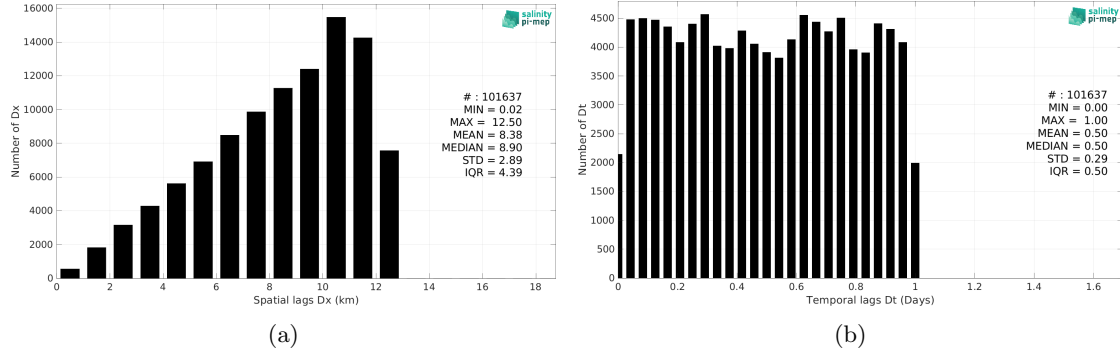 16000
14000
12000
10000
8000
6000
4000
2000
0
Number of Dx
0 2 4 6 8 10 12 14 16 18
Spatial lags Dx (km)
salinity
pi-mep
# : 101637
MIN = 0.02
MAX = 12.50
MEAN = 8.38
MEDIAN = 8.90
STD = 2.89
IQR = 4.39
(a)
4500
4000
3500
3000
2500
2000
1500
1000
500
0
Number of Dt
0 0.2 0.4 0.6 0.8 1 1.2 1.4 1.6
Temporal lags Dt (Days)
salinity
pi-mep
# : 101637
MIN = 0.00
MAX = 1.00
MEAN = 0.50
MEDIAN = 0.50
STD = 0.29
IQR = 0.50
(b)